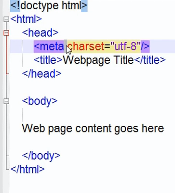 <!doctype html>
<html>
<head>
<meta charset="utf-8"/>
<title>Webpage Title</title>
</head>
<body>
Web page content goes here
</body>
</html>